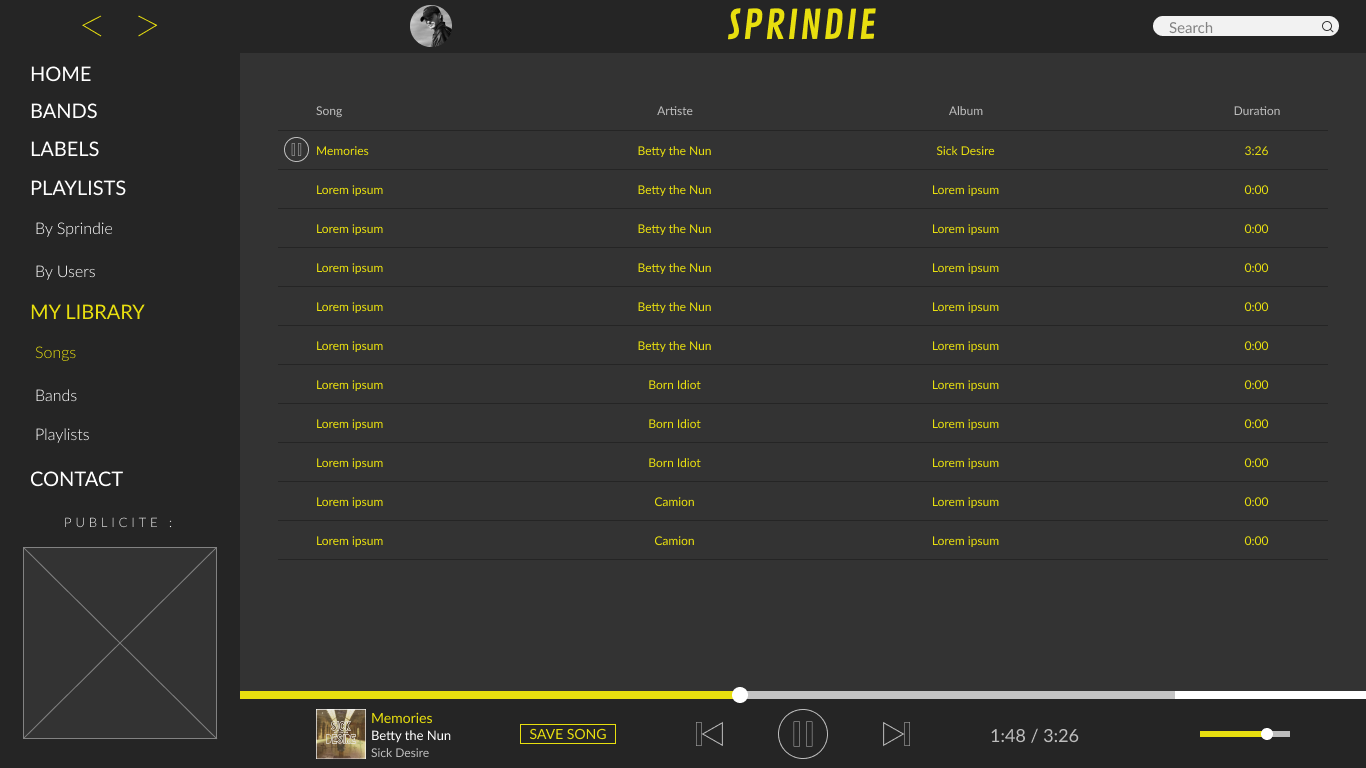 < >
SPRINDIE
Search
HOME
BANDS
LABELS
PLAYLISTS
By Sprindie
By Users
MY LIBRARY
Songs
Bands
Playlists
CONTACT
PUBLICITE :
Song Artiste Album Duration
Memories Betty the Nun Sick Desire 3:26
Lorem ipsum Betty the Nun Lorem ipsum 0:00
Lorem ipsum Betty the Nun Lorem ipsum 0:00
Lorem ipsum Betty the Nun Lorem ipsum 0:00
Lorem ipsum Betty the Nun Lorem ipsum 0:00
Lorem ipsum Betty the Nun Lorem ipsum 0:00
Lorem ipsum Born Idiot Lorem ipsum 0:00
Lorem ipsum Born Idiot Lorem ipsum 0:00
Lorem ipsum Born Idiot Lorem ipsum 0:00
Lorem ipsum Camion Lorem ipsum 0:00
Lorem ipsum Camion Lorem ipsum 0:00
SICK
DESIRE
Memories
Betty the Nun
Sick Desire
SAVE SONG
1:48 / 3:26